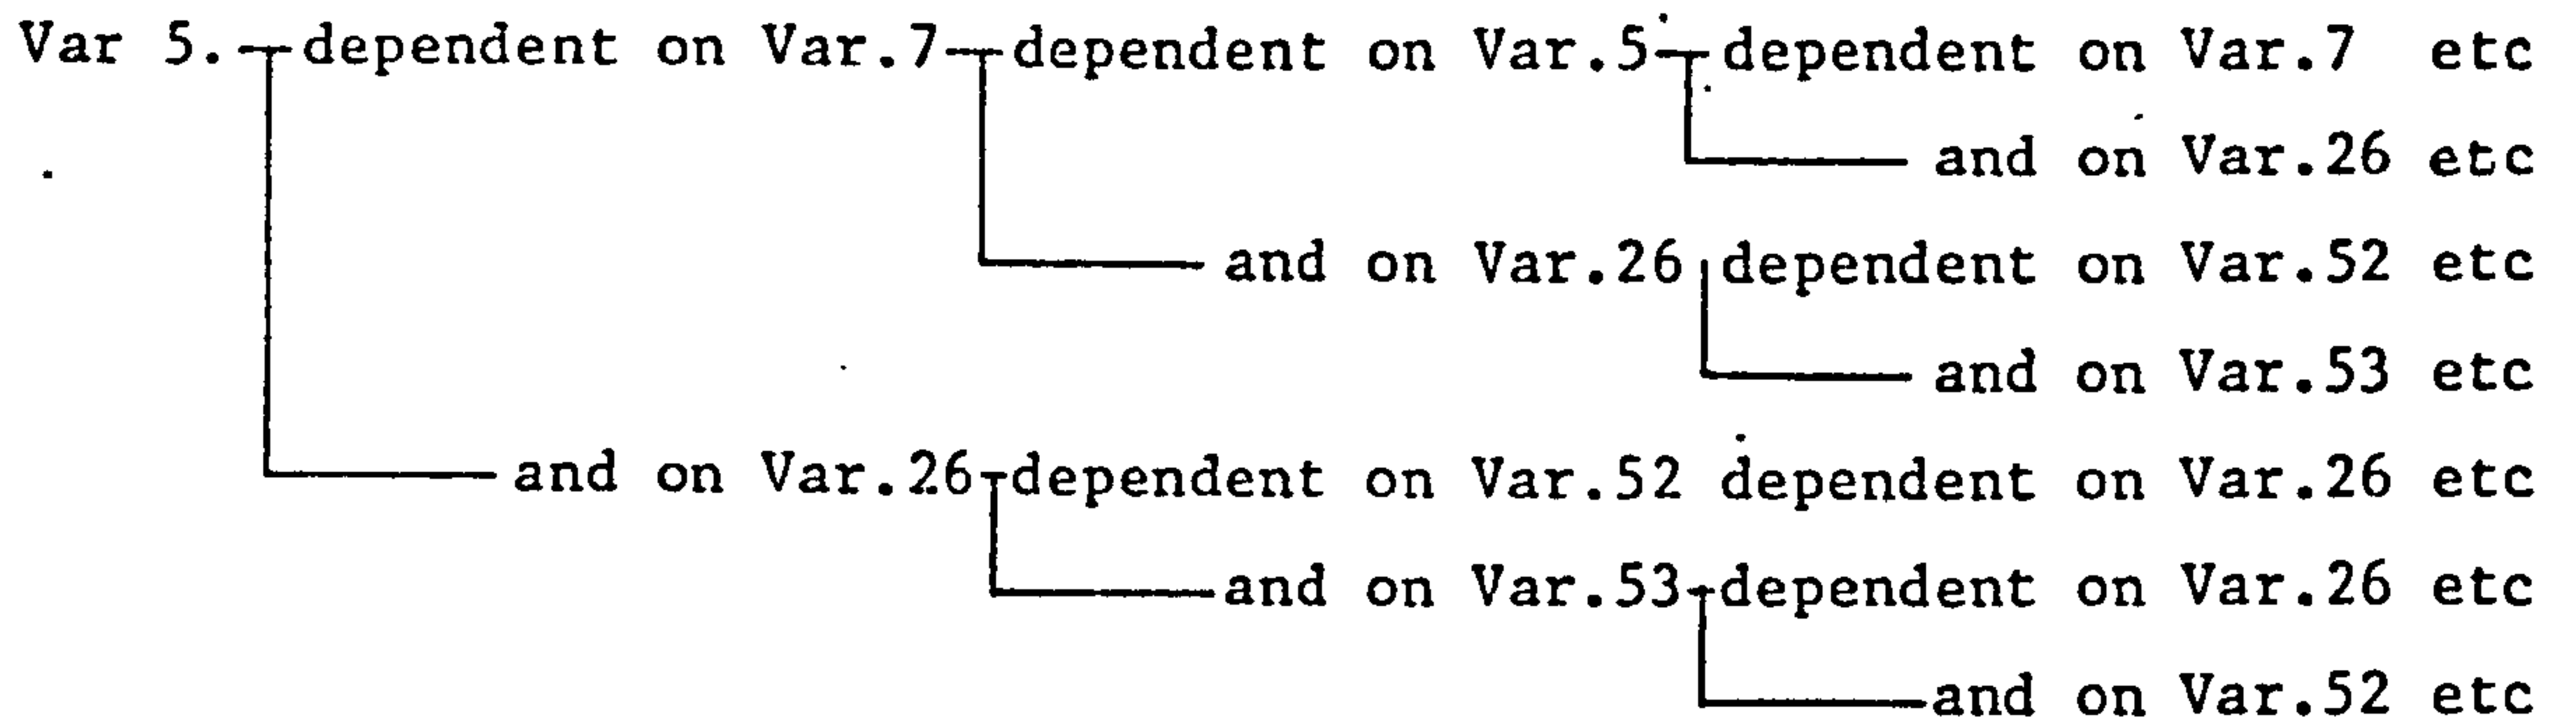 Var 5. dependent on Var.7 dependent on Var.5 dependent on Var.7 etc
and on Var.26 etc
and on Var.26 dependent on Var.52 etc
and on Var.53 etc
and on Var.26 dependent on Var.52 dependent on Var.26 etc
and on Var.53 dependent on Var.26 etc
and on Var.52 etc